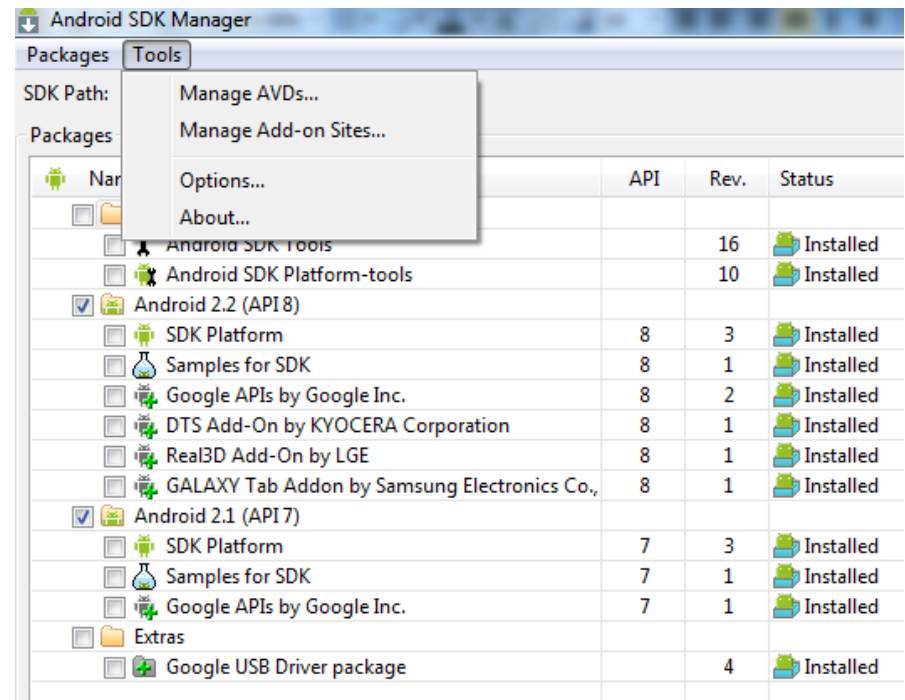 Android SDK Manager
Packages Tools
SDK Path:
Manage AVDs...
Manage Add-on Sites...
Options...
About...
Packages
Nar API Rev. Status
Android SDK Tools 16 Installed
Android SDK Platform-tools 10 Installed
Android 2.2 (API 8)
SDK Platform 8 3 Installed
Samples for SDK 8 1 Installed
Google APIs by Google Inc. 8 2 Installed
DTS Add-On by KYOCERA Corporation 8 1 Installed
Real3D Add-On by LGE 8 1 Installed
GALAXY Tab Addon by Samsung Electronics Co., 8 1 Installed
Android 2.1 (API 7)
SDK Platform 7 3 Installed
Samples for SDK 7 1 Installed
Google APIs by Google Inc. 7 1 Installed
Extras
Google USB Driver package 4 Installed